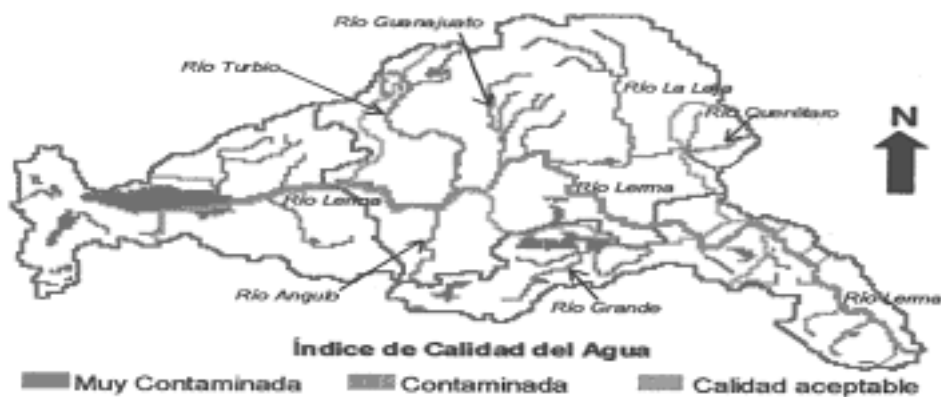 Río Guanajuato
Río Turbio
Río La Laja
Río Querétaro
N
Río Lerma
Río Lerma
Río Angulo
Río Grande
Río Lerma
Índice de Calidad del Agua
Muy Contaminada Contaminada Calidad aceptable